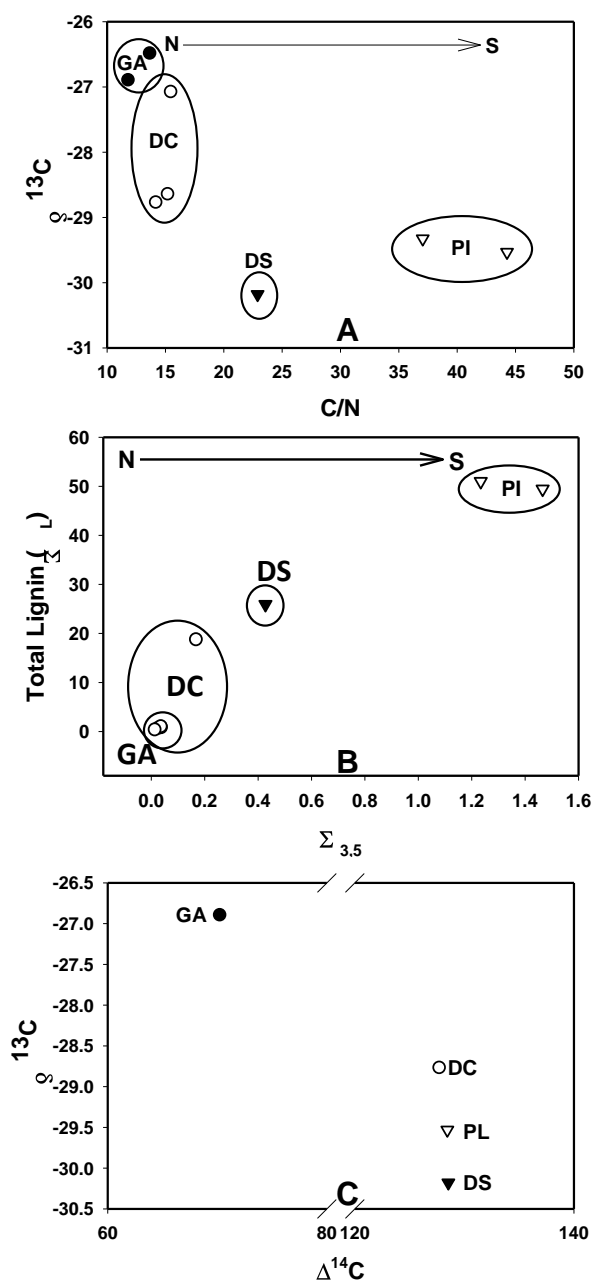 -26
N S
GA
-27
DC
-28
13C
δ
-29
PI
DS
-30
A
-31
10 15 20 25 30 35 40 45 50
C/N
60
N S
PI
50
40
Total Lignin (Σ L)
30
DS
20
DC
10
0
GA
B
0.0 0.2 0.4 0.6 0.8 1.0 1.2 1.4 1.6
Σ 3,5
-26.5
GA
-27.0
-27.5
-28.0
13C
δ
-28.5
DC
-29.0
-29.5
PL
-30.0
DS
C
-30.5
60 80 120 140
Δ14C